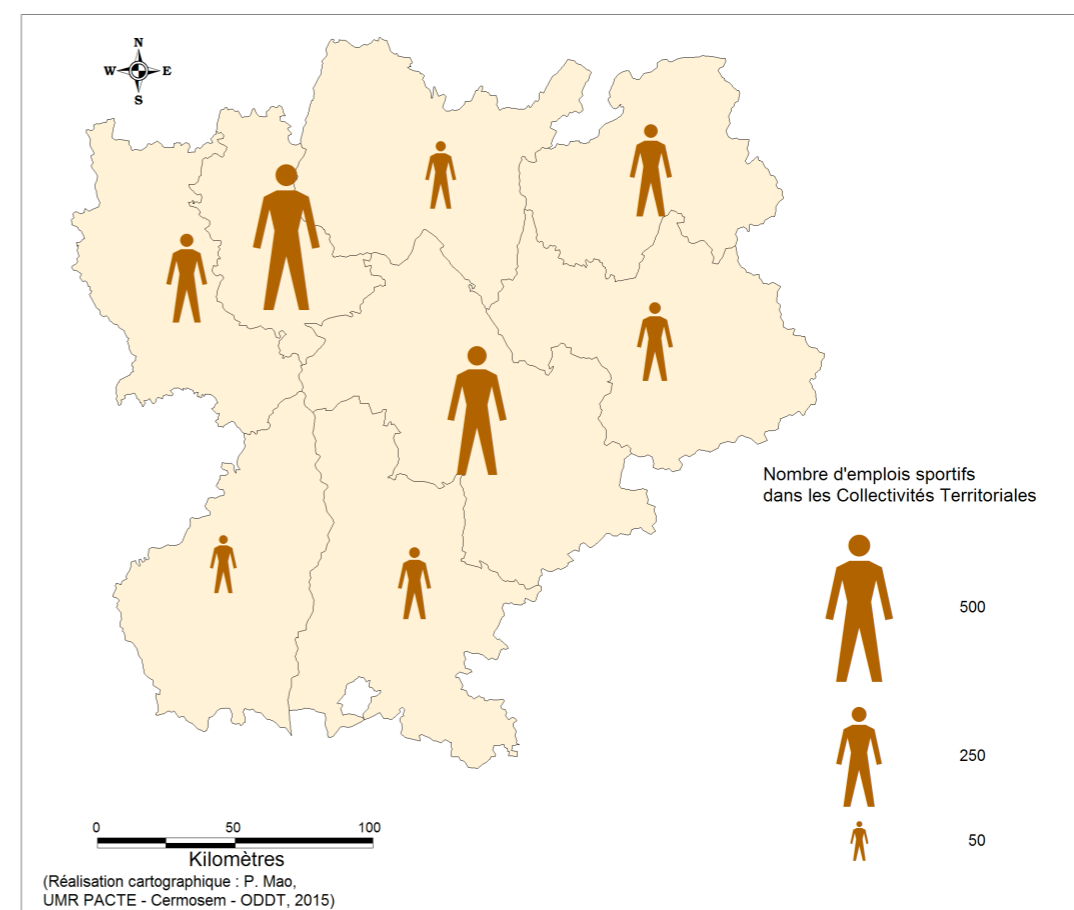 N
W E
S
Nombre d'emplois sportifs
dans les Collectivités Territoriales
500
250
50
0 50 100
Kilomètres
(Réalisation cartographique : P. Mao,
UMR PACTE - Cermosem - ODDT, 2015)